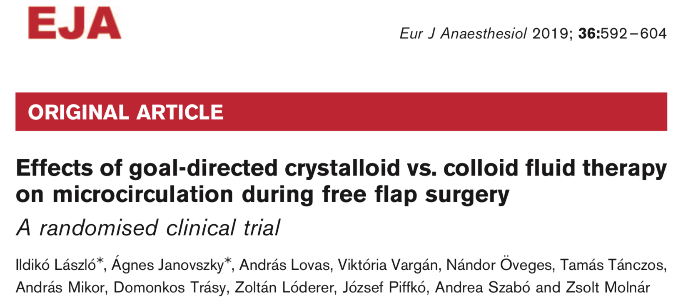 EJA
Eur J Anaesthesiol 2019; 36:592–604
ORIGINAL ARTICLE
Effects of goal-directed crystalloid vs. colloid fluid therapy
on microcirculation during free flap surgery
A randomised clinical trial
Ildikó László*, Ágnes Janovszky*, András Lovas, Viktória Vargán, Nándor Öveges, Tamás Tánczos,
András Mikor, Domonkos Trásy, Zoltán Lóderer, József Piffkó, Andrea Szabó and Zsolt Molnár